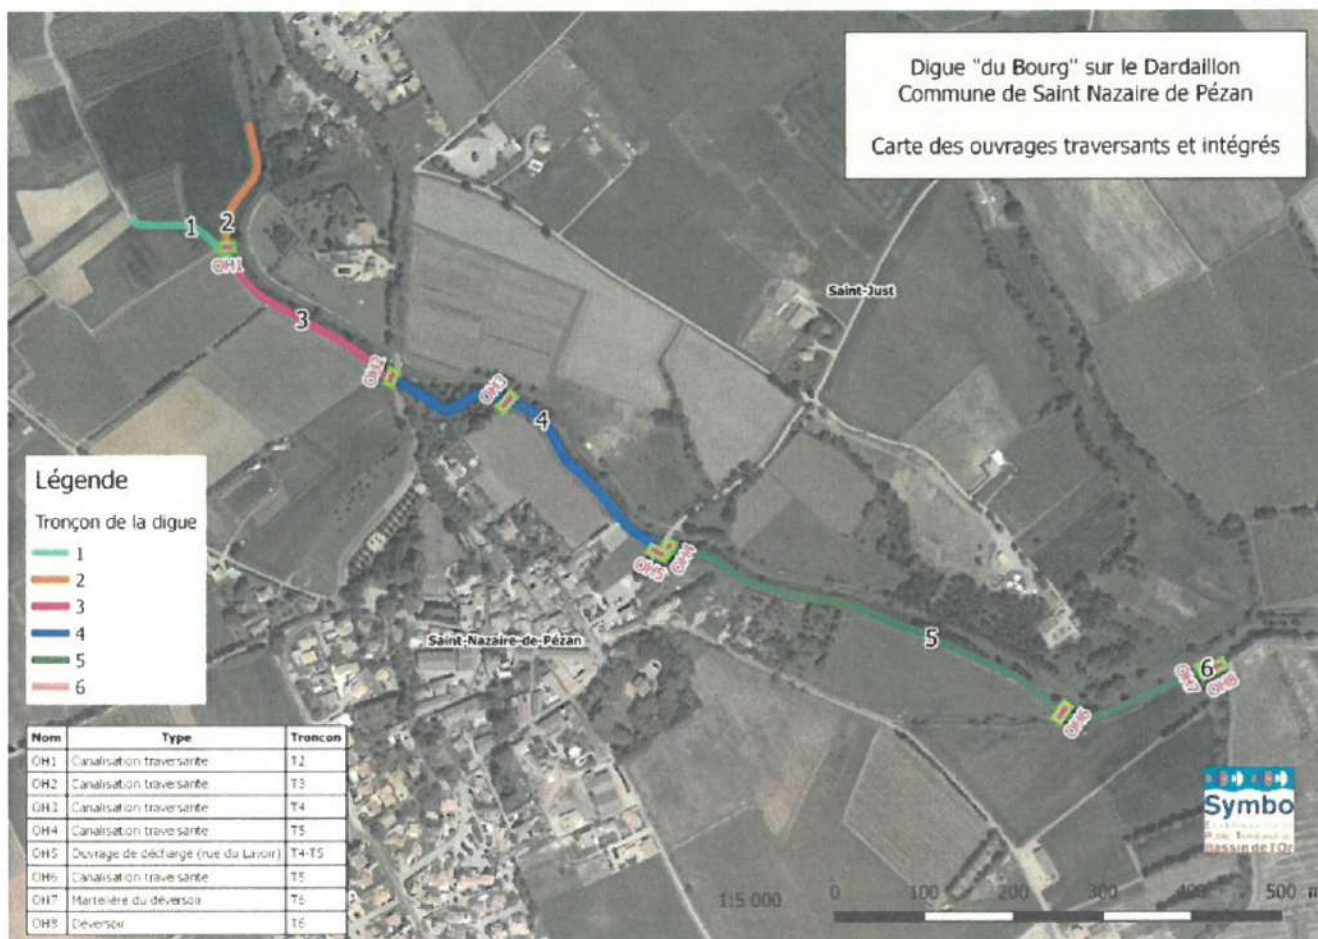 Digue "du Bourg" sur le Dardaillon
Commune de Saint Nazaire de Pézan
Carte des ouvrages traversants et intégrés
1
2
OH1
3
OH2
OH3
4
Saint-Just
OH5
OH4
Saint-Nazaire-de-Pézan
5
OH6
OH7
6
OH8
Légende
Tronçon de la digue
1
2
3
4
5
6
Nom Type Troncon
OH1 Canalisation traversante T2
OH2 Canalisation traversante T3
OH3 Canalisation traversante T4
OH4 Canalisation traversante T5
OH5 Ouvrage de décharge (rue du Lavoir) T4-T5
OH6 Canalisation traversante T5
OH7 Martelière du déversoir T6
OH8 Déversoir T6
Symbo
Bassin de l'Or
1:5 000
0 100 200 300 400 500 m